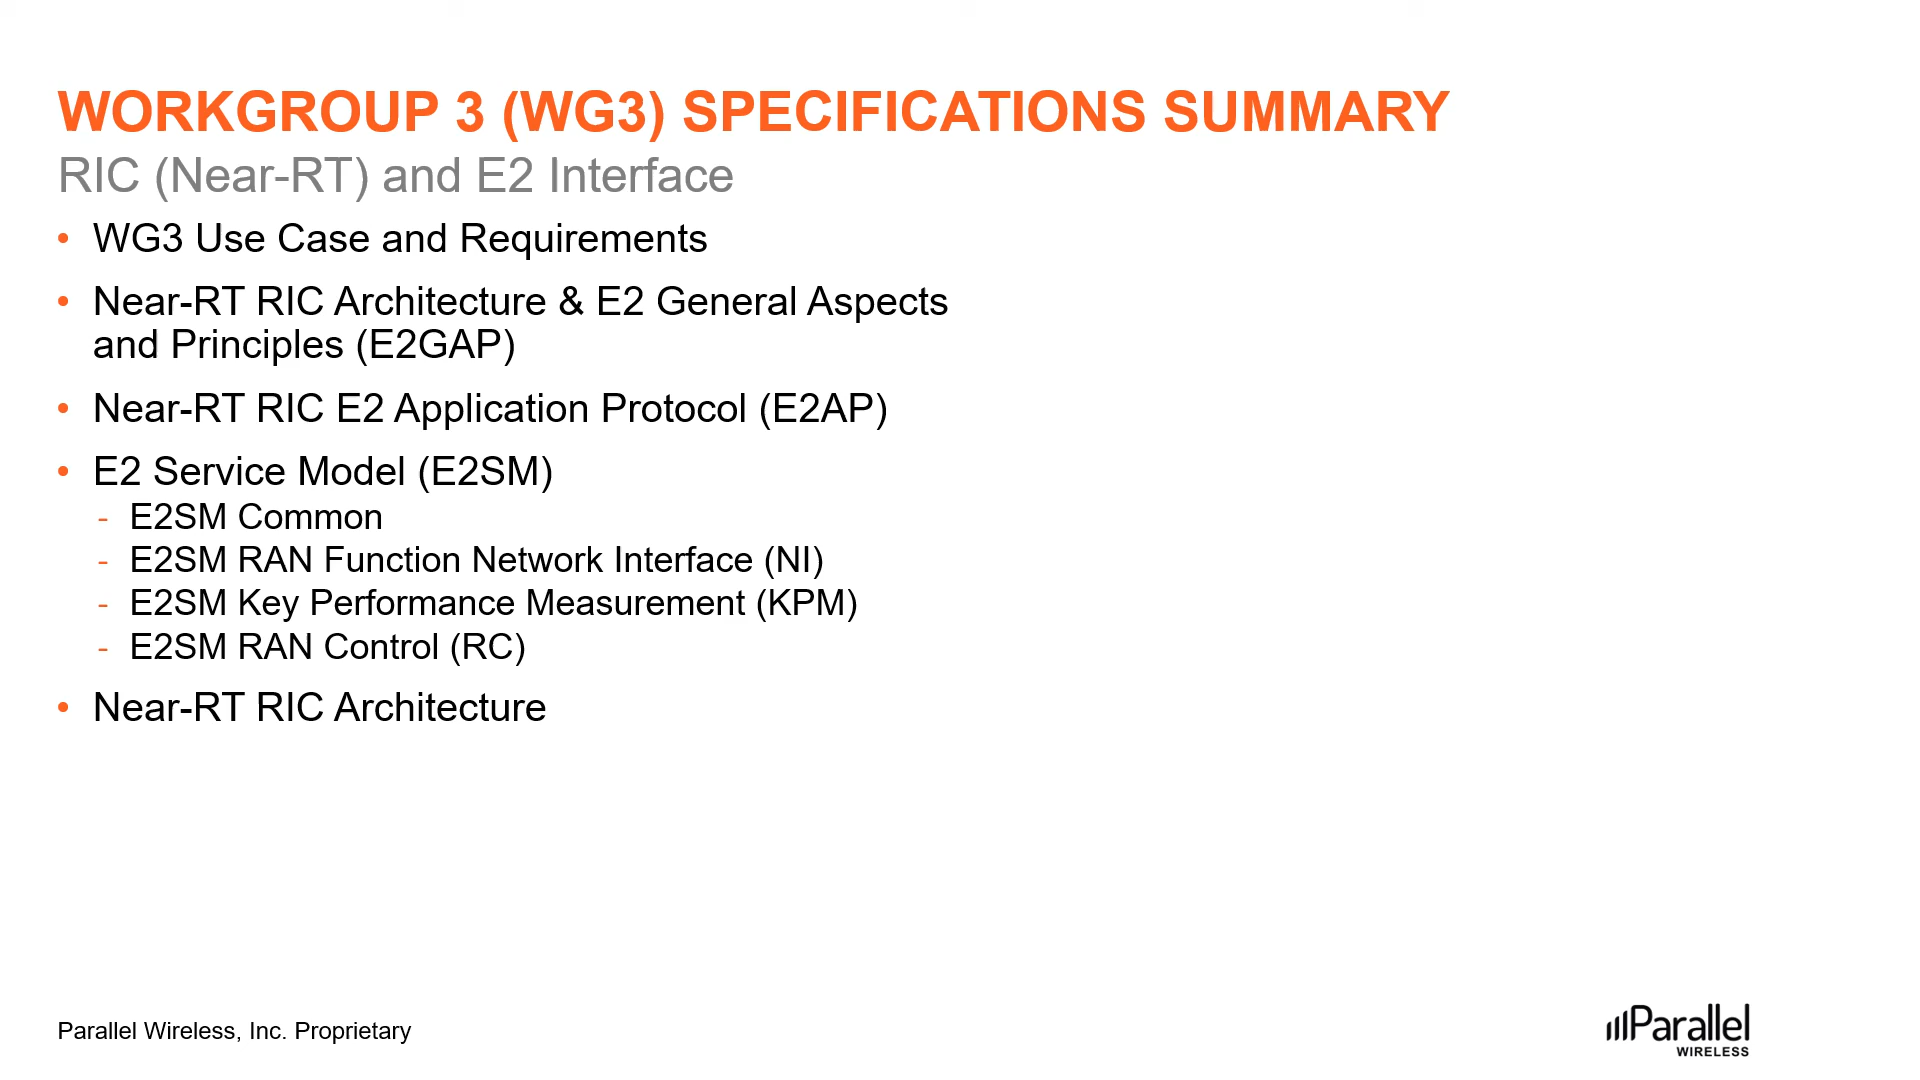 WORKGROUP 3 (WG3) SPECIFICATIONS SUMMARY
RIC (Near-RT) and E2 Interface
• WG3 Use Case and Requirements
• Near-RT RIC Architecture & E2 General Aspects
and Principles (E2GAP)
• Near-RT RIC E2 Application Protocol (E2AP)
• E2 Service Model (E2SM)
- E2SM Common
- E2SM RAN Function Network Interface (NI)
- E2SM Key Performance Measurement (KPM)
- E2SM RAN Control (RC)
• Near-RT RIC Architecture
Parallel Wireless, Inc. Proprietary
Parallel
WIRELESS